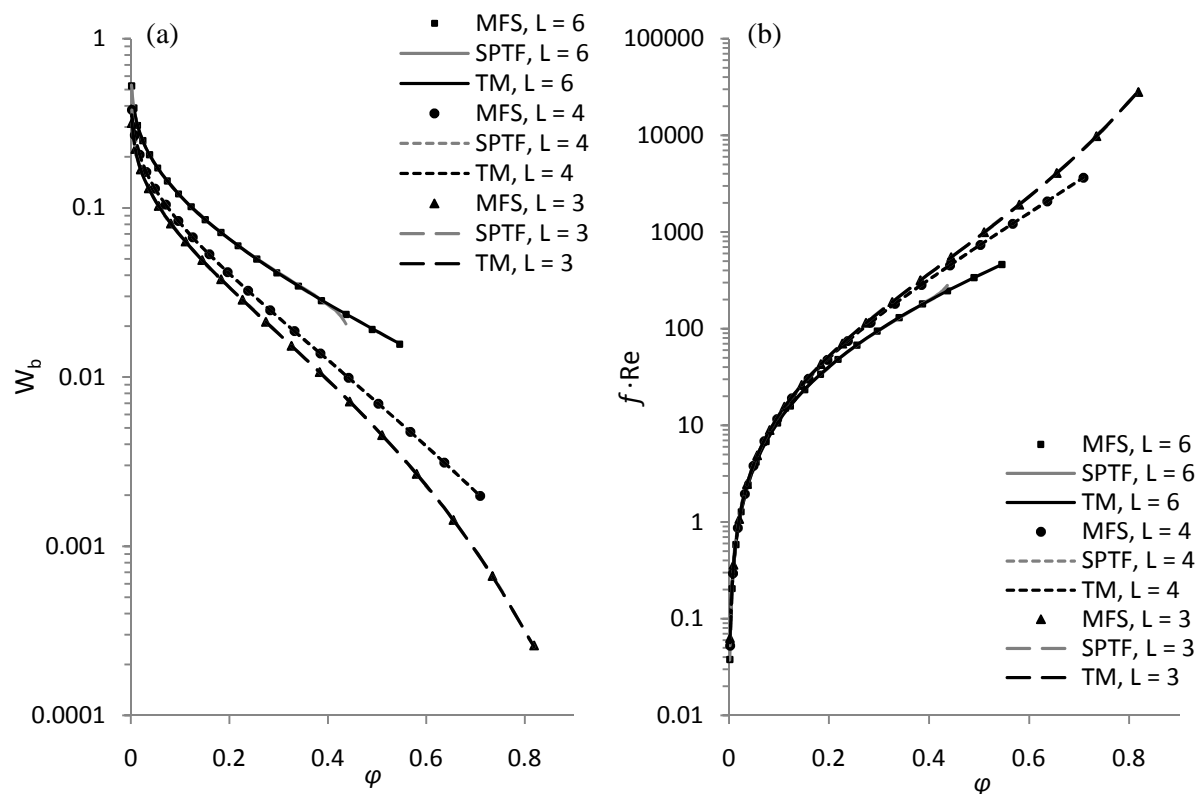 (a)
1
0.1
0.01
0.001
0.0001
W_b
0 0.2 0.4 0.6 0.8
φ
MFS, L = 6
SPTF, L = 6
TM, L = 6
MFS, L = 4
SPTF, L = 4
TM, L = 4
MFS, L = 3
SPTF, L = 3
TM, L = 3
(b)
100000
10000
1000
100
10
1
0.1
0.01
f·Re
0 0.2 0.4 0.6 0.8
φ
MFS, L = 6
SPTF, L = 6
TM, L = 6
MFS, L = 4
SPTF, L = 4
TM, L = 4
MFS, L = 3
SPTF, L = 3
TM, L = 3